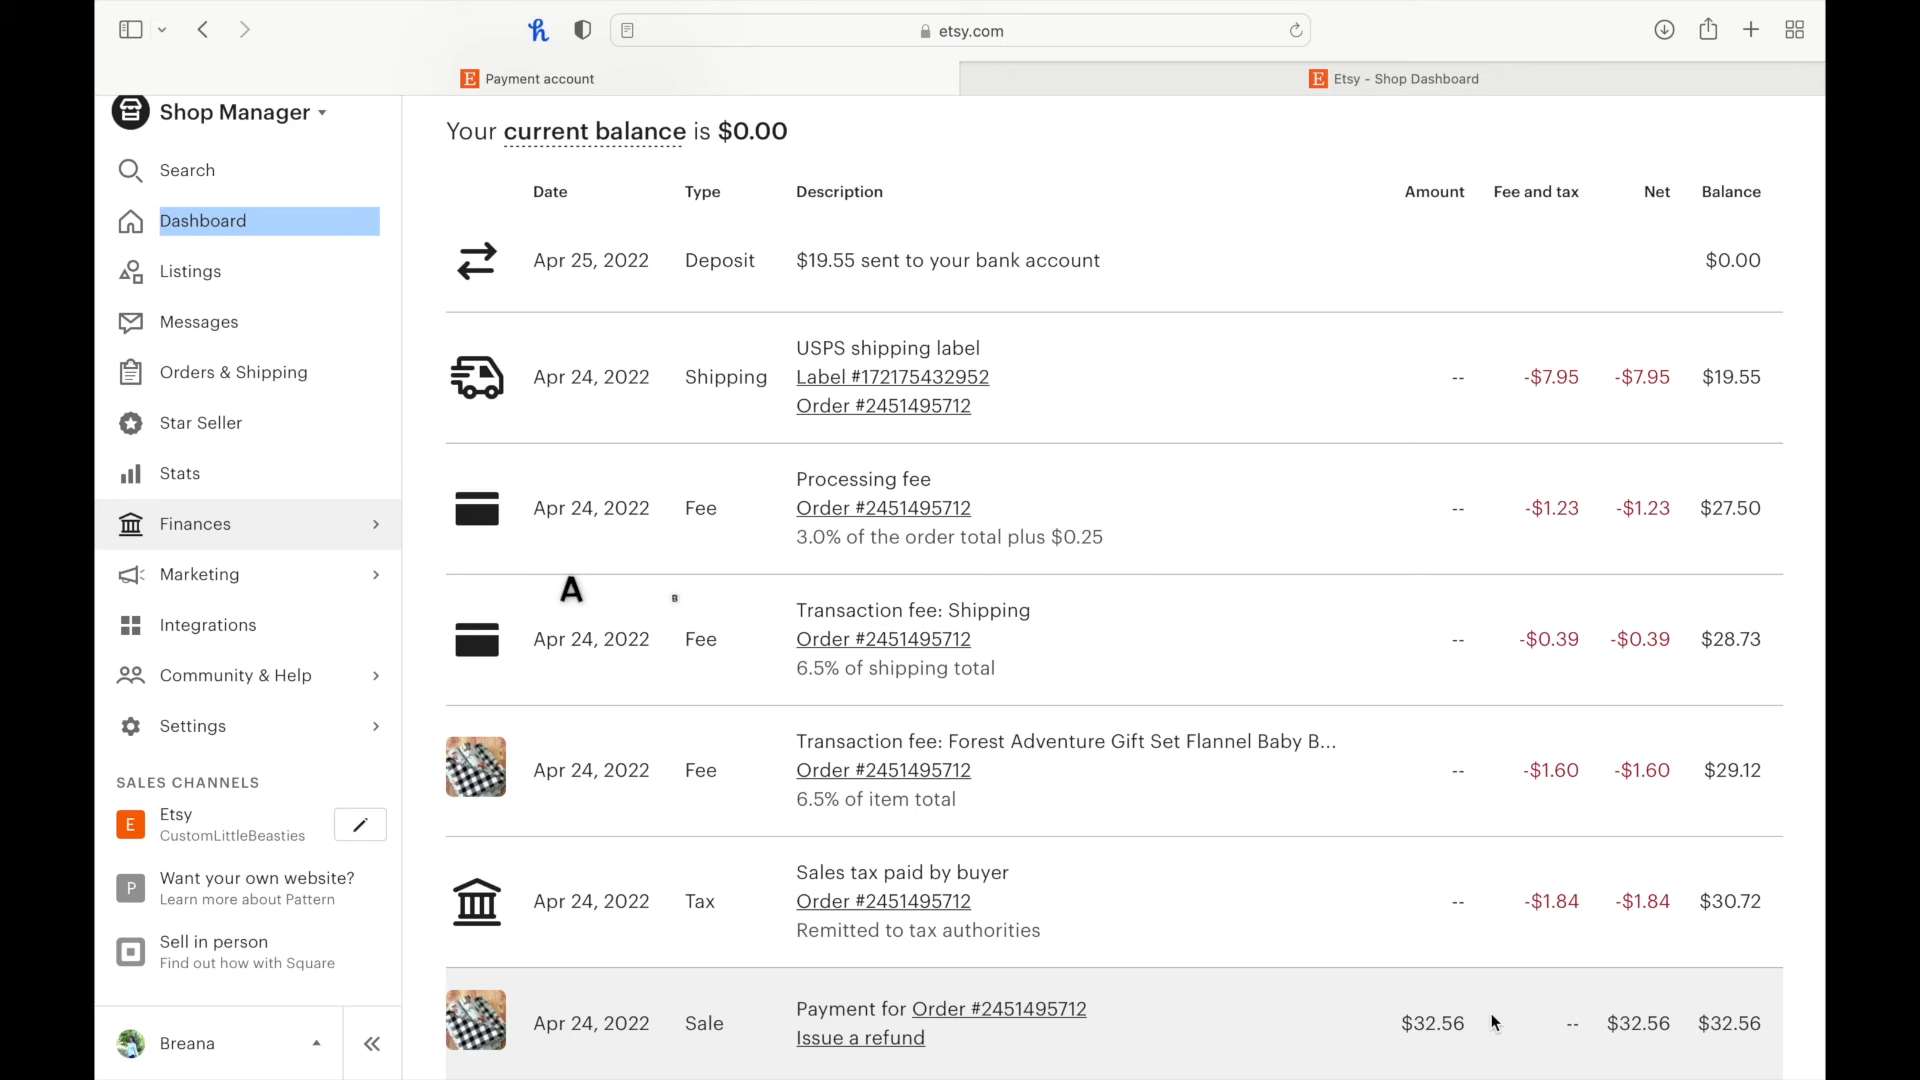 etsy.com
Payment account
Etsy - Shop Dashboard
Shop Manager
Search
Dashboard
Listings
Messages
Orders & Shipping
Star Seller
Stats
Finances
Marketing
Integrations
Community & Help
Settings
SALES CHANNELS
E Etsy
CustomLittleBeasties
P Want your own website?
Learn more about Pattern
Sell in person
Find out how with Square
Breana
Your current balance is $0.00
Date Type Description Amount Fee and tax Net Balance
Apr 25, 2022 Deposit $19.55 sent to your bank account $0.00
USPS shipping label
Apr 24, 2022 Shipping Label #172175432952 -- -$7.95 -$7.95 $19.55
Order #2451495712
Processing fee
Apr 24, 2022 Fee Order #2451495712 -- -$1.23 -$1.23 $27.50
3.0% of the order total plus $0.25
A B
Transaction fee: Shipping
Apr 24, 2022 Fee Order #2451495712 -- -$0.39 -$0.39 $28.73
6.5% of shipping total
Transaction fee: Forest Adventure Gift Set Flannel Baby B...
Apr 24, 2022 Fee Order #2451495712 -- -$1.60 -$1.60 $29.12
6.5% of item total
Sales tax paid by buyer
Apr 24, 2022 Tax Order #2451495712 -- -$1.84 -$1.84 $30.72
Remitted to tax authorities
Payment for Order #2451495712
Apr 24, 2022 Sale $32.56 -- $32.56 $32.56
Issue a refund